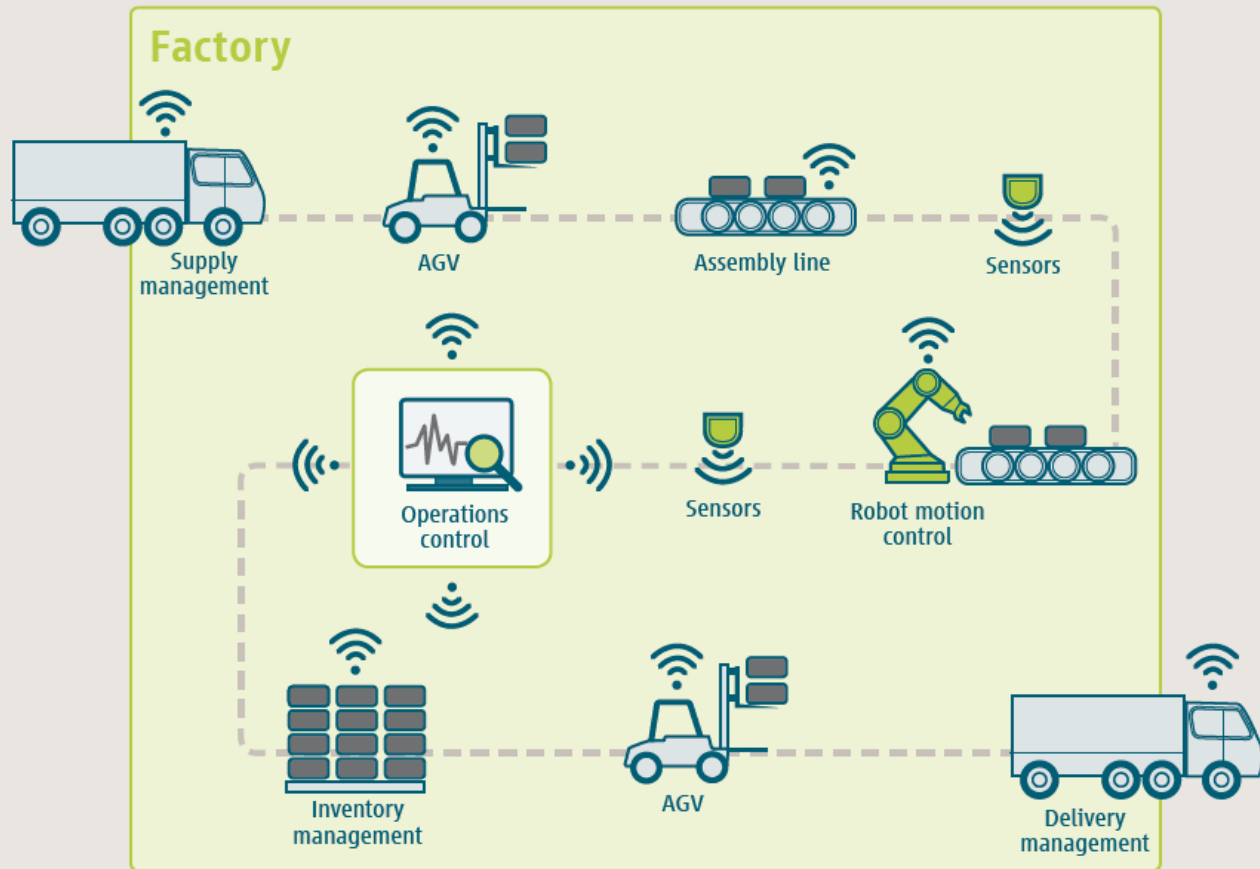 Factory
Supply
management
AGV
Assembly line
Sensors
Operations
control
Sensors
Robot motion
control
Inventory
management
AGV
Delivery
management